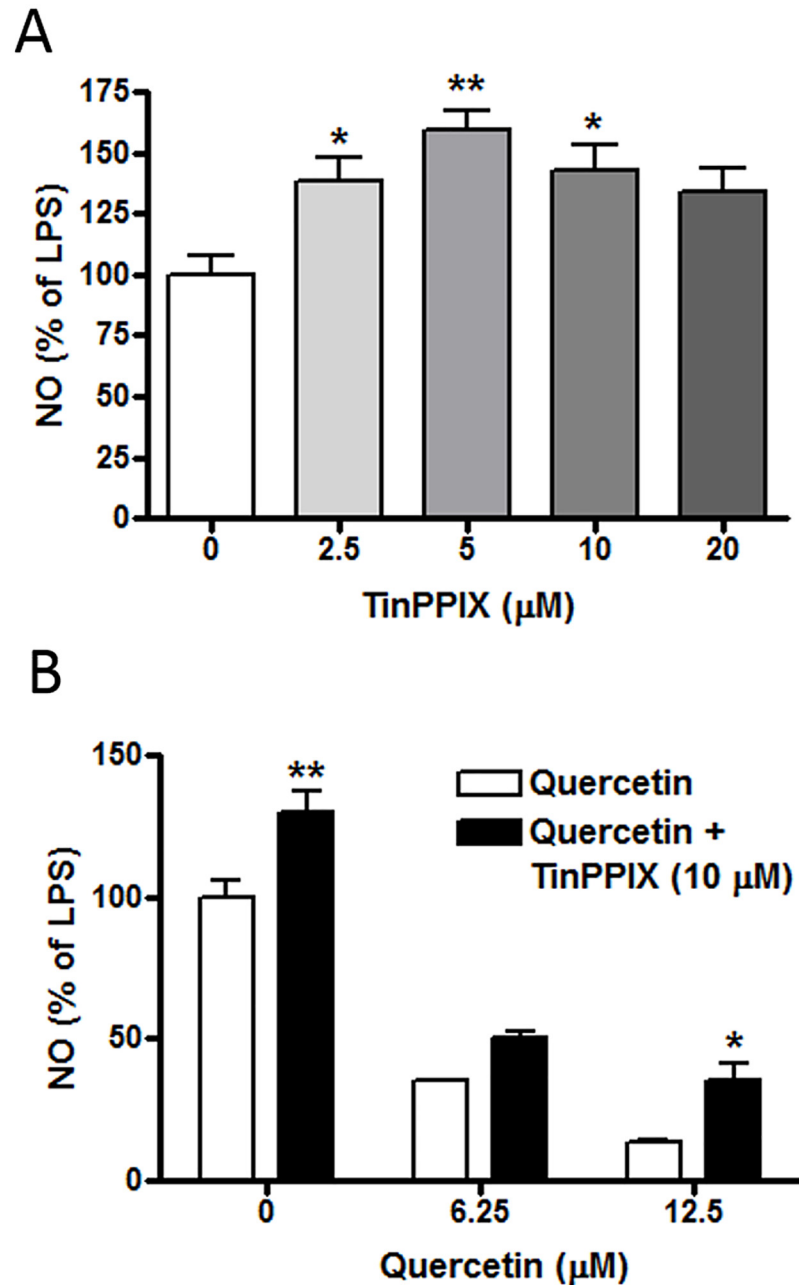 A
NO (% of LPS)
175
150
125
100
75
50
25
0
*
**
*
0 2.5 5 10 20
TinPPIX (μM)
B
NO (% of LPS)
150
100
50
0
**
*
Quercetin
Quercetin +
TinPPIX (10 μM)
0 6.25 12.5
Quercetin (μM)